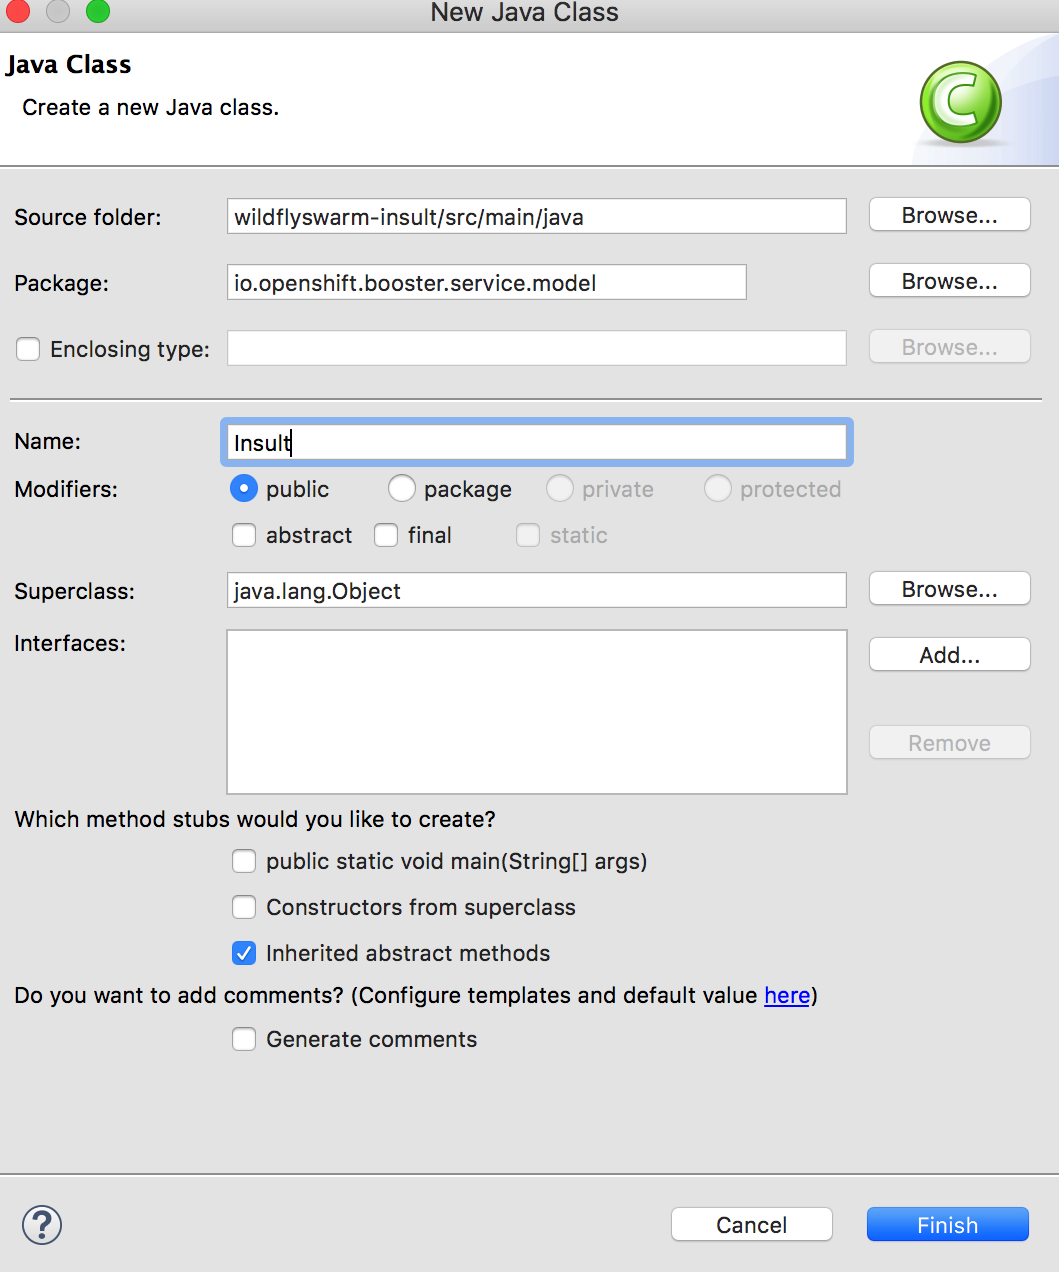 New Java Class
Java Class
Create a new Java class.
C
Source folder: wildflyswarm-insult/src/main/java Browse...
Package: io.openshift.booster.service.model Browse...
Enclosing type: Browse...
Name: Insult
Modifiers: public package private protected
abstract final static
Superclass: java.lang.Object Browse...
Interfaces: Add...
Remove
Which method stubs would you like to create?
public static void main(String[] args)
Constructors from superclass
Inherited abstract methods
Do you want to add comments? (Configure templates and default value here)
Generate comments
? Cancel Finish